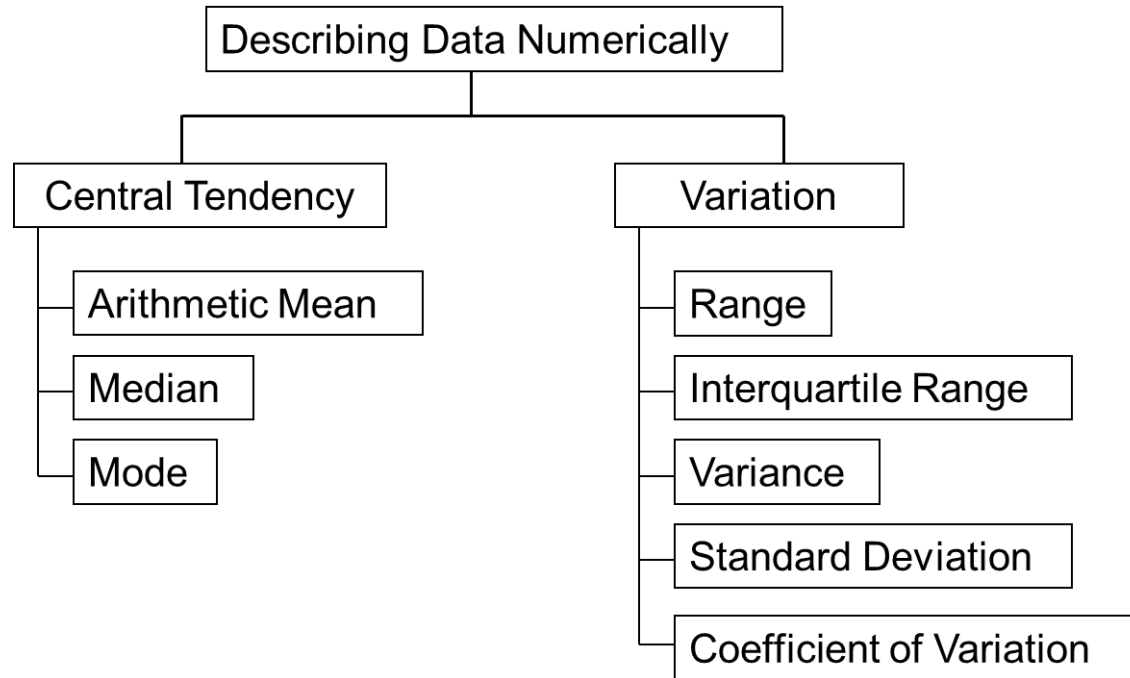 Describing Data Numerically
Central Tendency
Variation
Arithmetic Mean
Median
Mode
Range
Interquartile Range
Variance
Standard Deviation
Coefficient of Variation